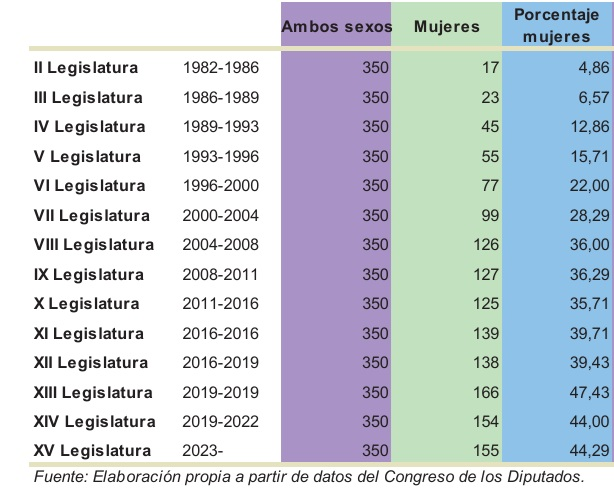 Ambos sexos Mujeres Porcentaje mujeres
II Legislatura 1982-1986 350 17 4,86
III Legislatura 1986-1989 350 23 6,57
IV Legislatura 1989-1993 350 45 12,86
V Legislatura 1993-1996 350 55 15,71
VI Legislatura 1996-2000 350 77 22,00
VII Legislatura 2000-2004 350 99 28,29
VIII Legislatura 2004-2008 350 126 36,00
IX Legislatura 2008-2011 350 127 36,29
X Legislatura 2011-2016 350 125 35,71
XI Legislatura 2016-2016 350 139 39,71
XII Legislatura 2016-2019 350 138 39,43
XIII Legislatura 2019-2019 350 166 47,43
XIV Legislatura 2019-2022 350 154 44,00
XV Legislatura 2023- 350 155 44,29
Fuente: Elaboración propia a partir de datos del Congreso de los Diputados.